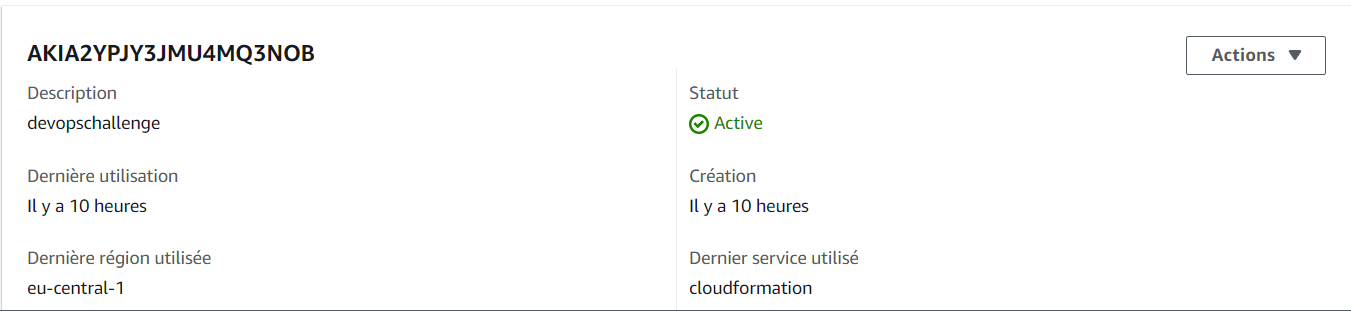 AKIA2YPJY3JMU4MQ3NOB
Actions
Description
devopschallenge
Statut
Active
Dernière utilisation
Il y a 10 heures
Création
Il y a 10 heures
Dernière région utilisée
eu-central-1
Dernier service utilisé
cloudformation